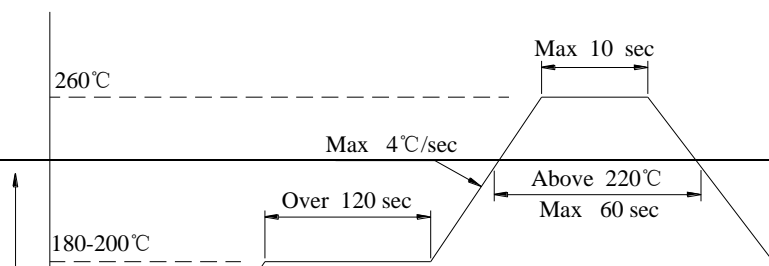 Max 10 sec
260℃
Max 4℃/sec
Above 220℃
Over 120 sec
Max 60 sec
180-200℃